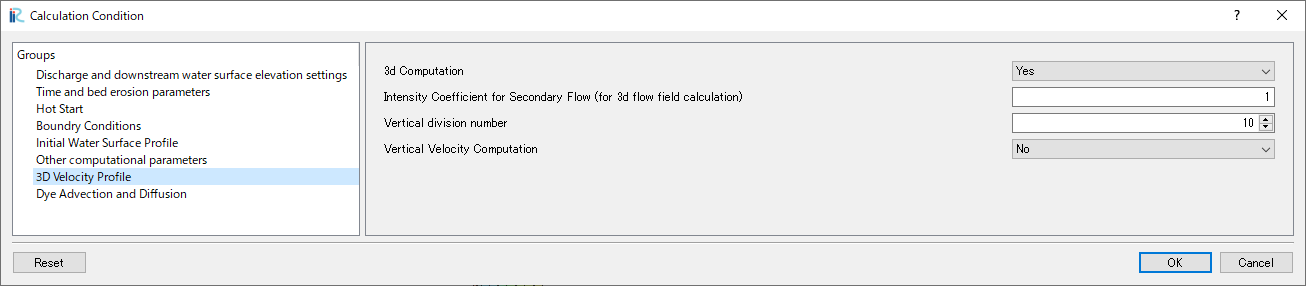 iRC Calculation Condition ?
Groups
Discharge and downstream water surface elevation settings
Time and bed erosion parameters
Hot Start
Boundry Conditions
Initial Water Surface Profile
Other computational parameters
3D Velocity Profile
Dye Advection and Diffusion
3d Computation Yes
Intensity Coefficient for Secondary Flow (for 3d flow field calculation) 1
Vertical division number 10
Vertical Velocity Computation No
Reset OK Cancel